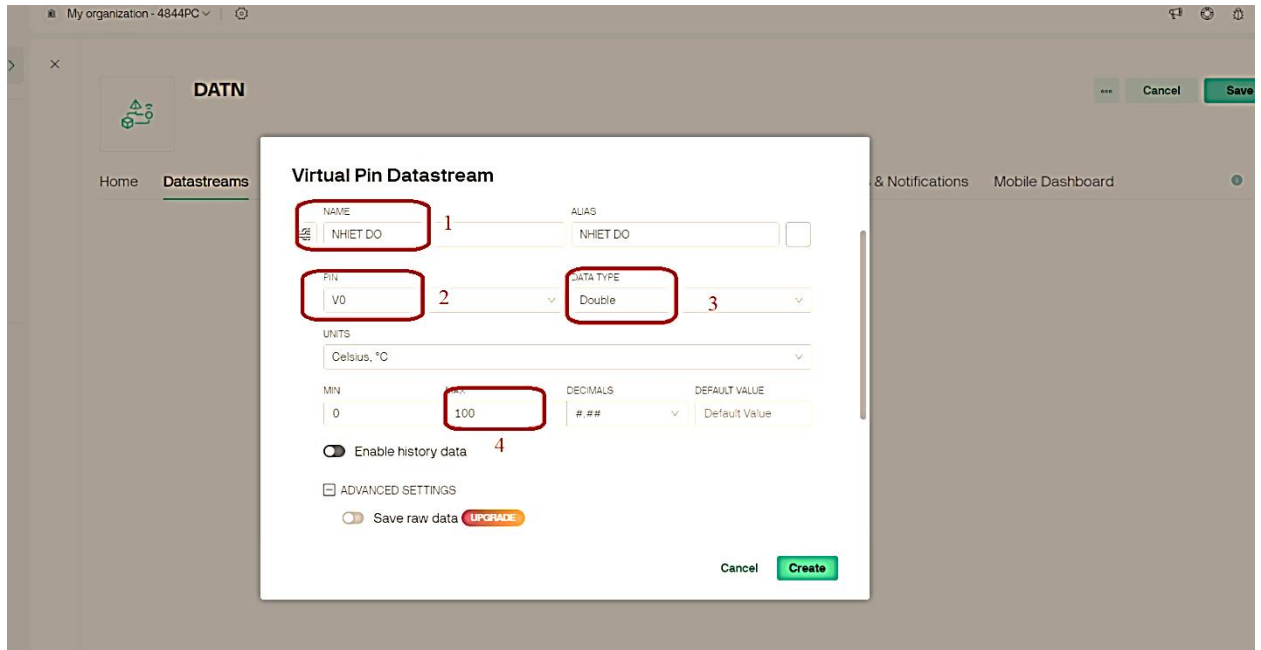 My organization - 4844PC
DATN
Cancel
Save
Home
Datastreams
& Notifications
Mobile Dashboard
Virtual Pin Datastream
NAME
ALIAS
NHIET DO
1
NHIET DO
PIN
DATA TYPE
V0
2
Double
3
UNITS
Celsius, °C
MIN
MAX
DECIMALS
DEFAULT VALUE
0
100
#.##
Default Value
Enable history data
4
ADVANCED SETTINGS
Save raw data
UPGRADE
Cancel
Create